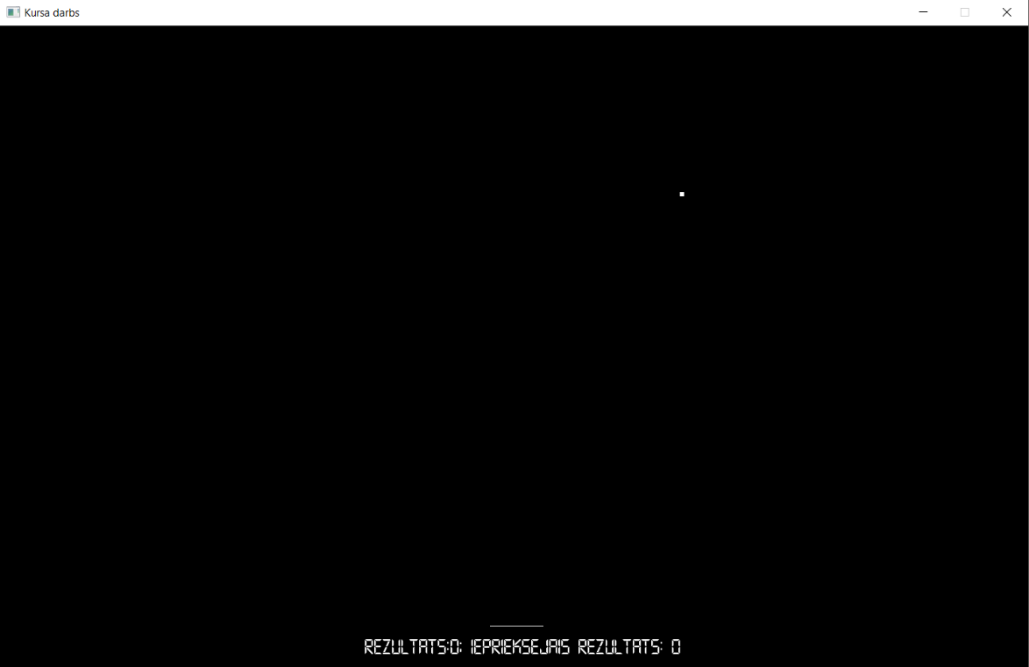 Kursa darbs
REZULTATS:0: IEPRIEKSEJAIS REZULTATS: 0